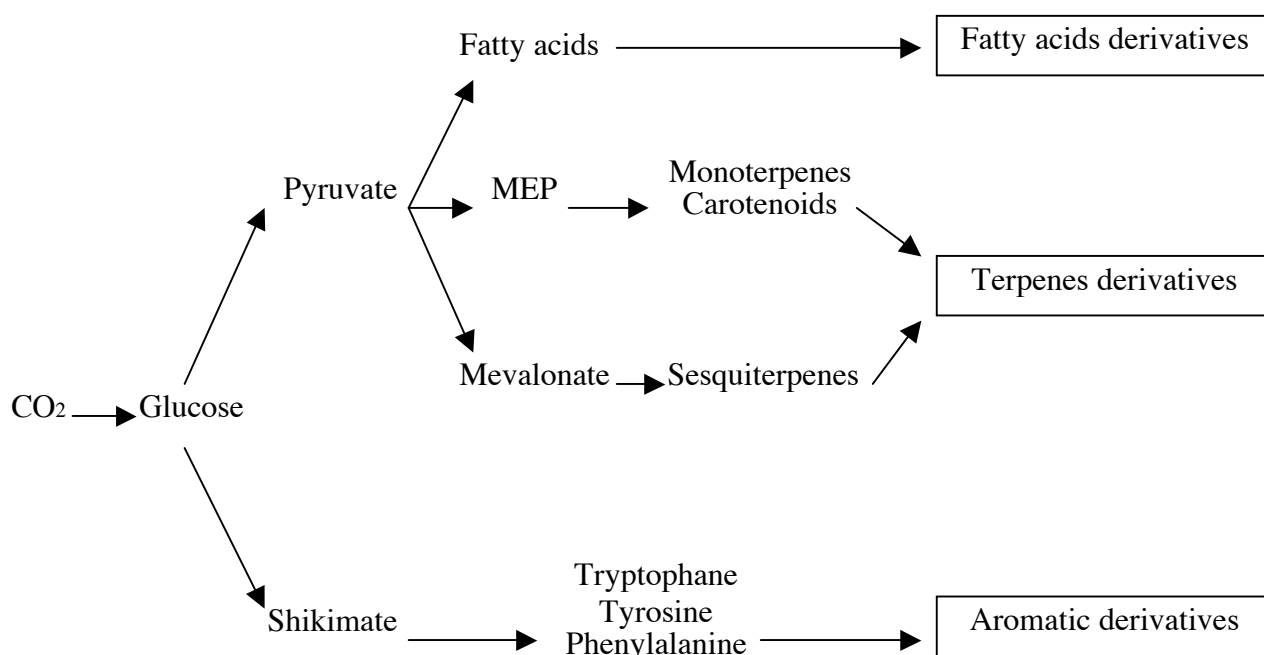 Fatty acids
Fatty acids derivatives
Pyruvate
MEP
Monoterpenes
Carotenoids
Terpenes derivatives
Mevalonate
Sesquiterpenes
CO2
Glucose
Shikimate
Tryptophane
Tyrosine
Phenylalanine
Aromatic derivatives